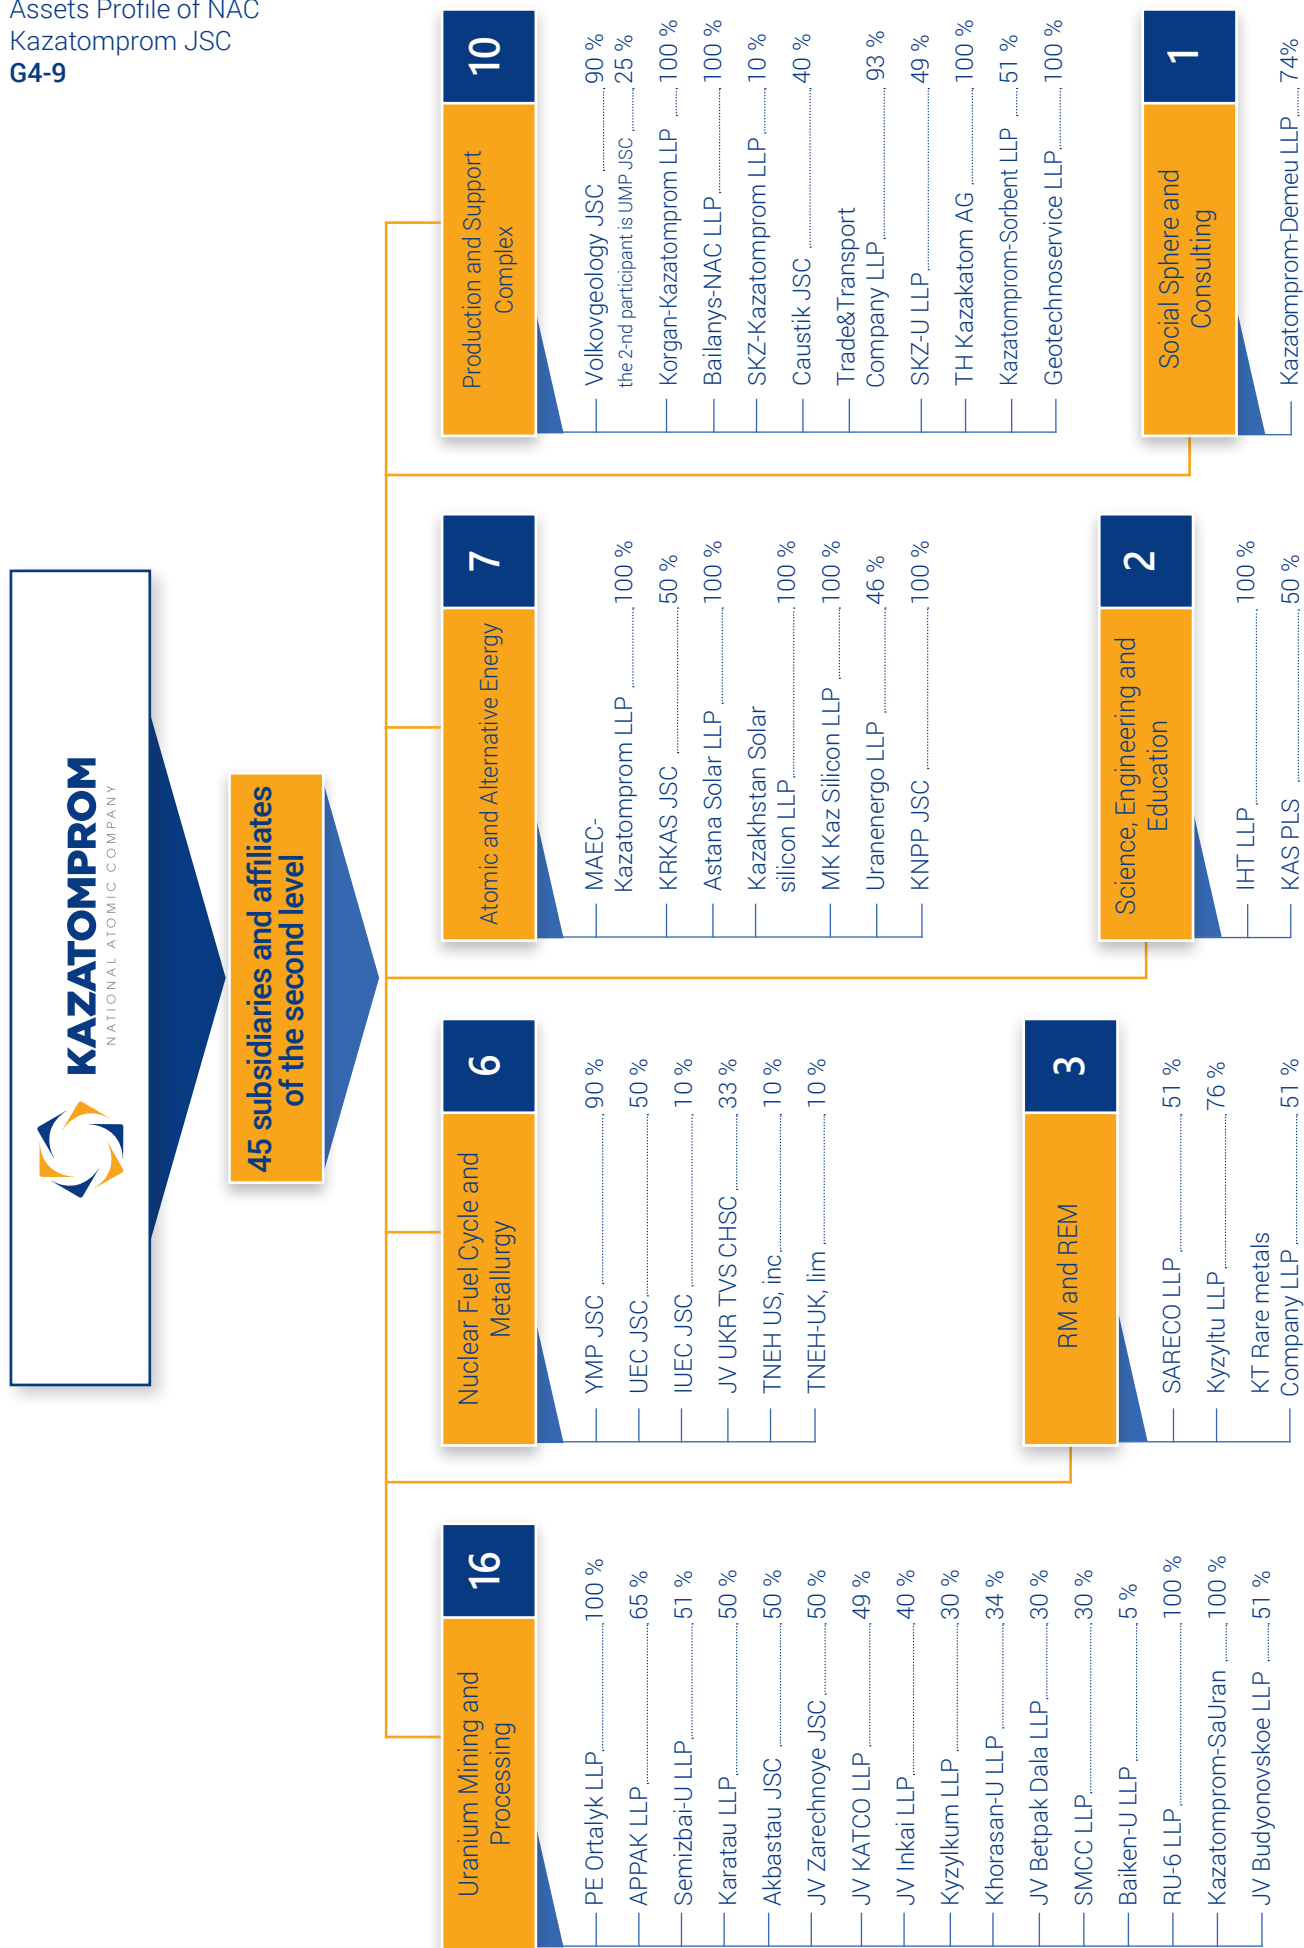 Assets Profile of NAC
Kazatomprom JSC
G4-9
KAZATOMPROM
NATIONAL ATOMIC COMPANY
45 subsidiaries and affiliates
of the second level
Uranium Mining and
Processing
16
PE Ortalyk LLP 100 %
APPAK LLP 65 %
Semizbai-U LLP 51 %
Karatau LLP 50 %
Akbastau JSC 50 %
JV Zarechnoye JSC 50 %
JV KATCO LLP 49 %
JV Inkai LLP 40 %
Kyzylkum LLP 30 %
Khorasan-U LLP 34 %
JV Betpak Dala LLP 30 %
SMCC LLP 30 %
Baiken-U LLP 5 %
RU-6 LLP 100 %
Kazatomprom-SaUran 100 %
JV Budyonovskoe LLP 51 %
Nuclear Fuel Cycle and
Metallurgy
6
YMP JSC 90 %
UEC JSC 50 %
IUEC JSC 10 %
JV UKR TVS CHSC 33 %
TNEH US, inc 10 %
TNEH-UK, lim 10 %
RM and REM
3
SARECO LLP 51 %
Kyzyltu LLP 76 %
KT Rare metals
Company LLP 51 %
Atomic and Alternative Energy
7
MAEC-
Kazatomprom LLP 100 %
KRKAS JSC 50 %
Astana Solar LLP 100 %
Kazakhstan Solar
silicon LLP 100 %
MK Kaz Silicon LLP 100 %
Uranenergo LLP 46 %
KNPP JSC 100 %
Science, Engineering and
Education
2
IHT LLP 100 %
KAS PLS 50 %
Production and Support
Complex
10
Volkovgeology JSC 90 %
the 2-nd participant is UMP JSC 25 %
Korgan-Kazatomprom LLP 100 %
Bailanys-NAC LLP 100 %
SKZ-Kazatomprom LLP 10 %
Caustik JSC 40 %
Trade&Transport
Company LLP 93 %
SKZ-U LLP 49 %
TH Kazakatom AG 100 %
Kazatomprom-Sorbent LLP 51 %
Geotechnoservice LLP 100 %
Social Sphere and
Consulting
1
Kazatomprom-Demeu LLP 74%